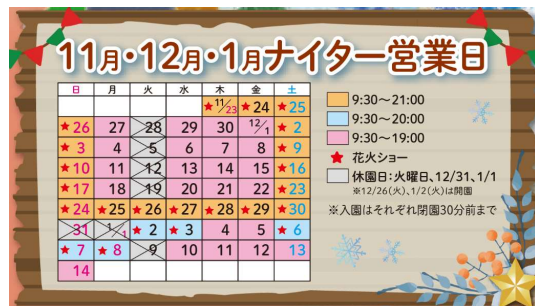 11月・12月・1月ナイター営業日
日 月 火 水 木 金 土
★11/23 ★24 ★25
★26 27 28 29 30 12/1 ★2
★3 4 5 6 7 8 ★9
★10 11 12 13 14 15 ★16
★17 18 19 20 21 22 ★23
★24 ★25 ★26 ★27 ★28 ★29 ★30
31 1/1 ★2 ★3 4 5 ★6
★7 ★8 9 10 11 12 13
14
9:30〜21:00
9:30〜20:00
9:30〜19:00
★ 花火ショー
休園日:火曜日、12/31、1/1
※12/26(火)、1/2(火)は開園
※入園はそれぞれ閉園30分前まで